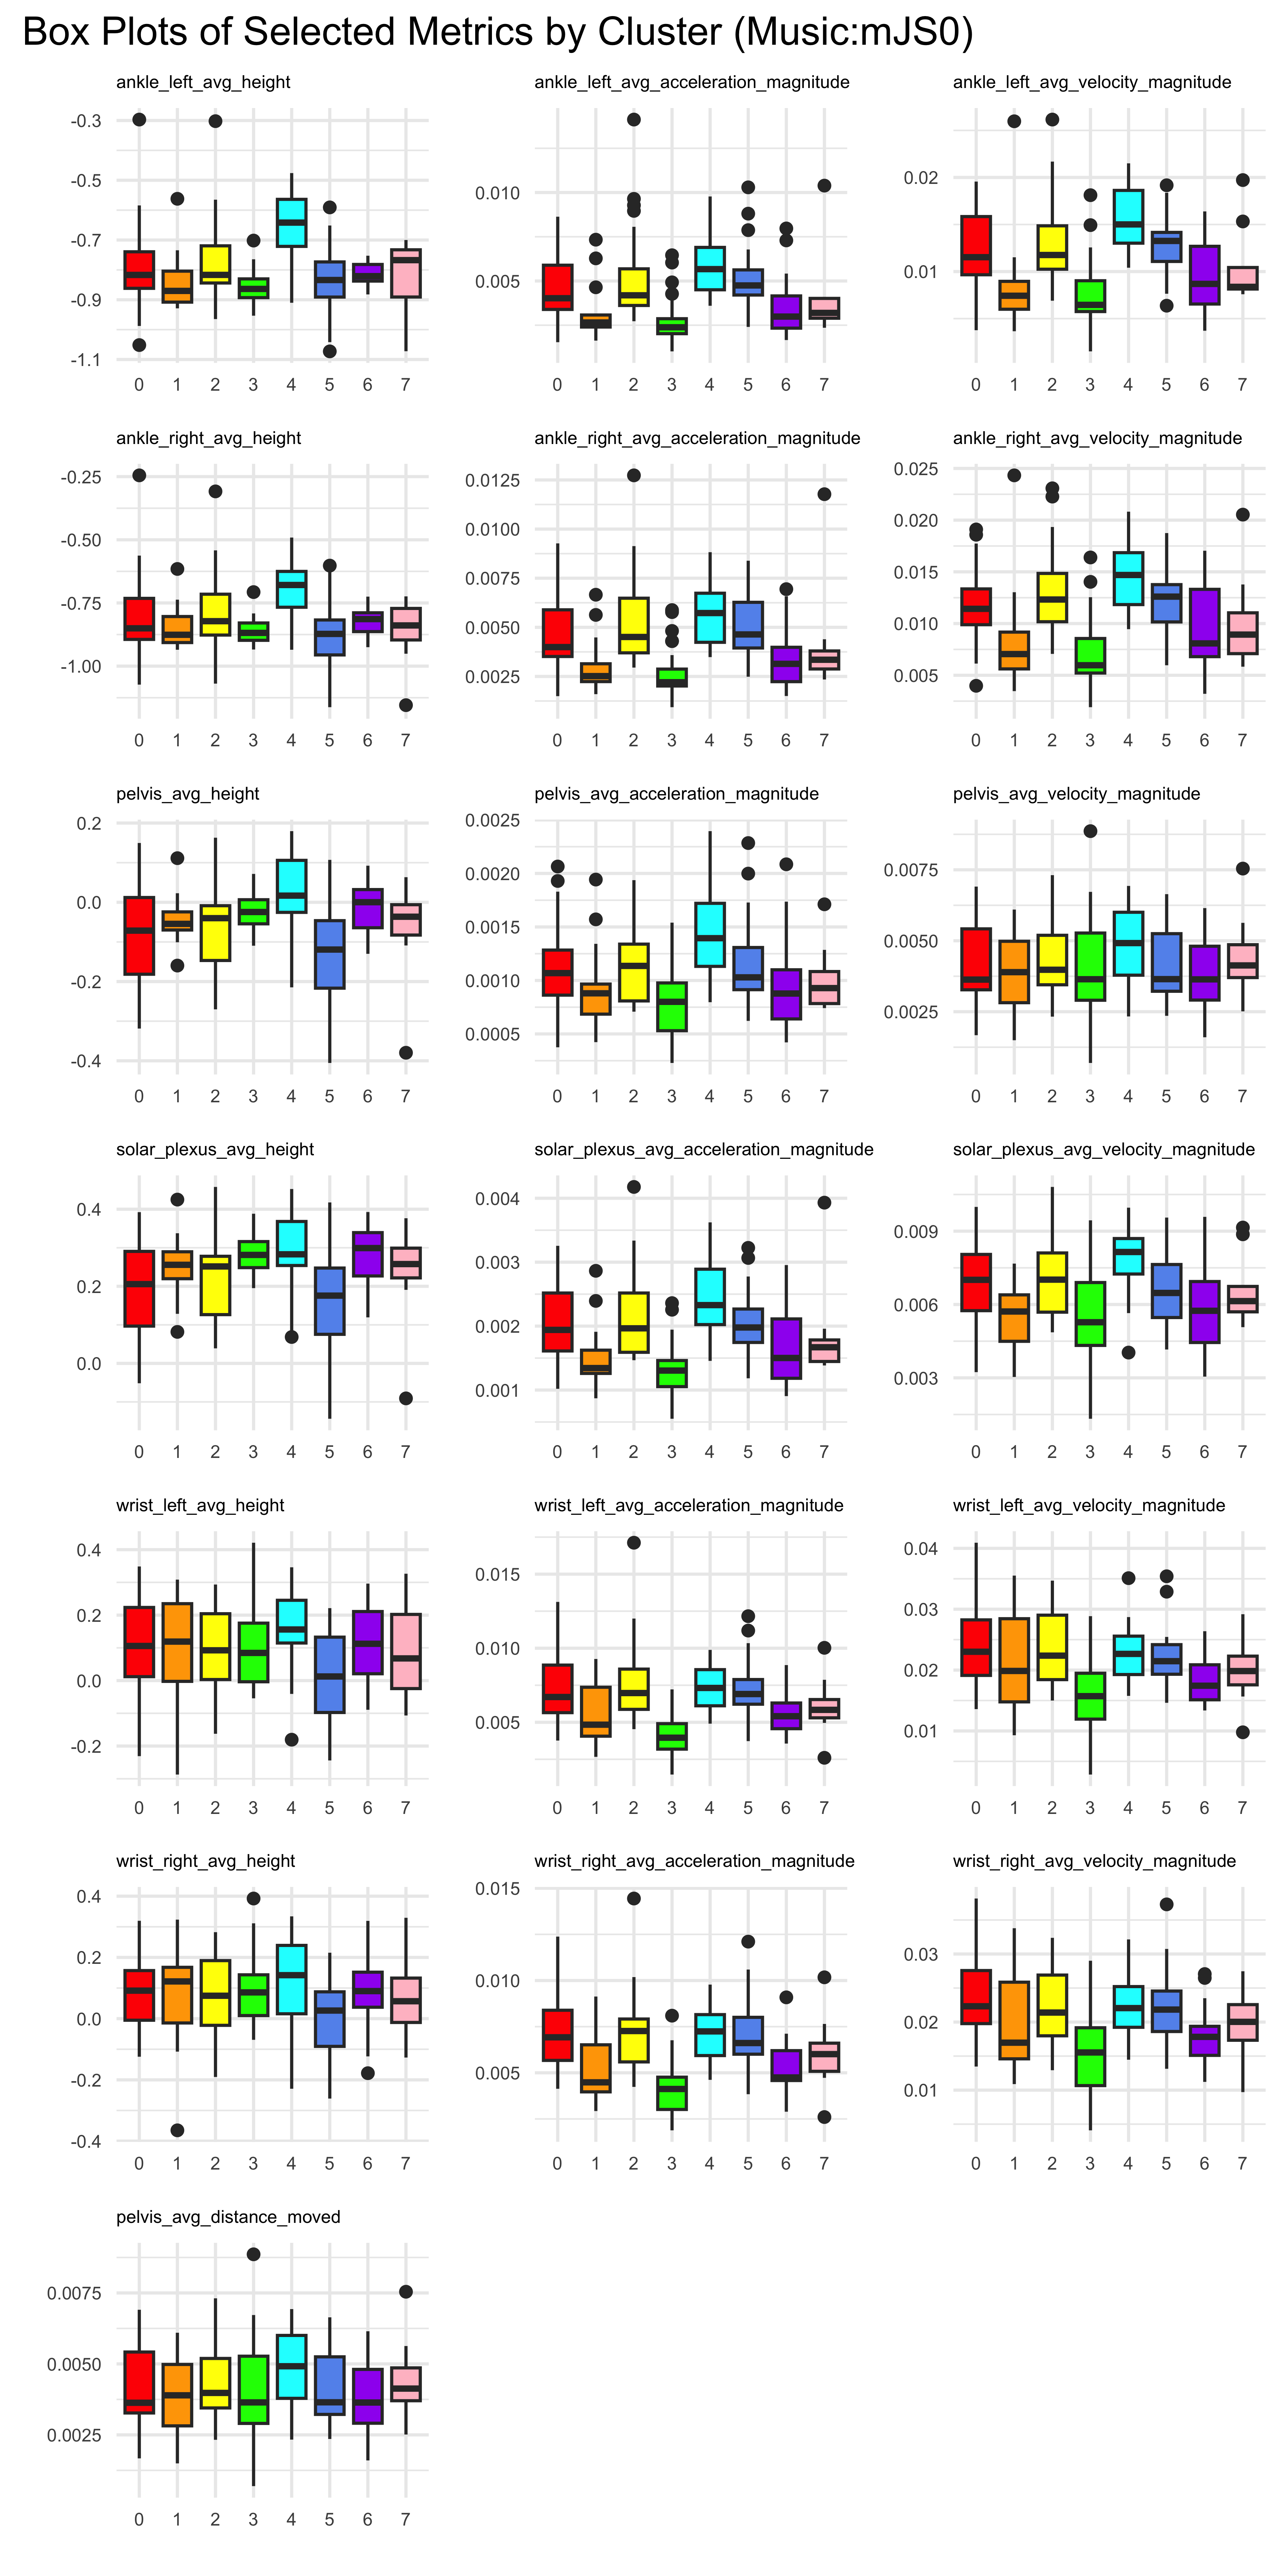 Box Plots of Selected Metrics by Cluster (Music:mJS0)
ankle_left_avg_height
-0.3
-0.5
-0.7
-0.9
-1.1
0 1 2 3 4 5 6 7
ankle_left_avg_acceleration_magnitude
0.010
0.005
0 1 2 3 4 5 6 7
ankle_left_avg_velocity_magnitude
0.02
0.01
0 1 2 3 4 5 6 7
ankle_right_avg_height
-0.25
-0.50
-0.75
-1.00
0 1 2 3 4 5 6 7
ankle_right_avg_acceleration_magnitude
0.0125
0.0100
0.0075
0.0050
0.0025
0 1 2 3 4 5 6 7
ankle_right_avg_velocity_magnitude
0.025
0.020
0.015
0.010
0.005
0 1 2 3 4 5 6 7
pelvis_avg_height
0.2
0.0
-0.2
-0.4
0 1 2 3 4 5 6 7
pelvis_avg_acceleration_magnitude
0.0025
0.0020
0.0015
0.0010
0.0005
0 1 2 3 4 5 6 7
pelvis_avg_velocity_magnitude
0.0075
0.0050
0.0025
0 1 2 3 4 5 6 7
solar_plexus_avg_height
0.4
0.2
0.0
0 1 2 3 4 5 6 7
solar_plexus_avg_acceleration_magnitude
0.004
0.003
0.002
0.001
0 1 2 3 4 5 6 7
solar_plexus_avg_velocity_magnitude
0.009
0.006
0.003
0 1 2 3 4 5 6 7
wrist_left_avg_height
0.4
0.2
0.0
-0.2
0 1 2 3 4 5 6 7
wrist_left_avg_acceleration_magnitude
0.015
0.010
0.005
0 1 2 3 4 5 6 7
wrist_left_avg_velocity_magnitude
0.04
0.03
0.02
0.01
0 1 2 3 4 5 6 7
wrist_right_avg_height
0.4
0.2
0.0
-0.2
-0.4
0 1 2 3 4 5 6 7
wrist_right_avg_acceleration_magnitude
0.015
0.010
0.005
0 1 2 3 4 5 6 7
wrist_right_avg_velocity_magnitude
0.03
0.02
0.01
0 1 2 3 4 5 6 7
pelvis_avg_distance_moved
0.0075
0.0050
0.0025
0 1 2 3 4 5 6 7